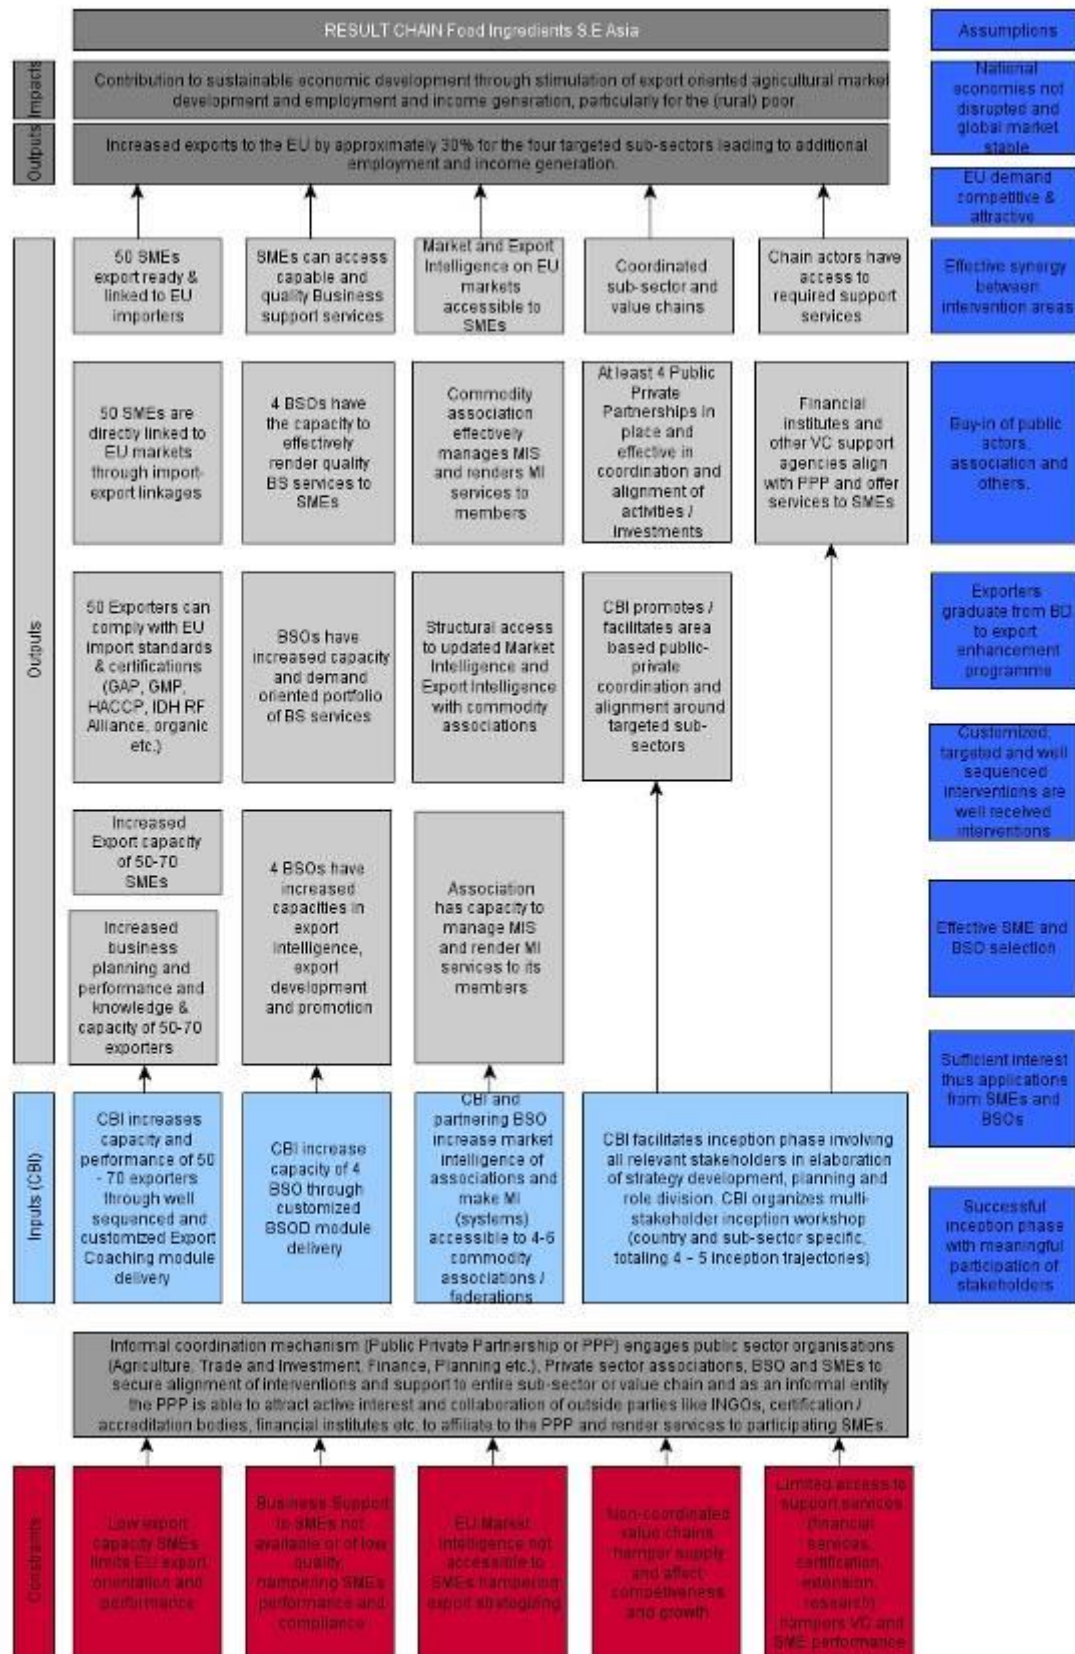 RESULT CHAIN Food Ingredients S.E Asia
Assumptions
Impacts
Contribution to sustainable economic development through stimulation of export oriented agricultural market
development and employment and income generation, particularly for the (rural) poor.
National
economies not
disrupted and
global market
stable
Outputs
Increased exports to the EU by approximately 30% for the four targeted sub-sectors leading to additional
employment and income generation.
EU demand
competitive &
attractive
Outputs
50 SMEs
export ready &
linked to EU
importers
SMEs can access
capable and
quality Business
support services
Market and Export
Intelligence on EU
markets
accessible to
SMEs
Coordinated
sub-sector and
value chains
Chain actors have
access to
required support
services
Effective synergy
between
intervention areas
50 SMEs are
directly linked to
EU markets
through import-
export linkages
4 BSOs have
the capacity to
effectively
render quality
BS services to
SMEs
Commodity
association
effectively
manages MIS
and renders MI
services to
members
At least 4 Public
Private
Partnerships in
place and
effective in
coordination and
alignment of
activities /
Investments
Financial
institutes and
other VC support
agencies align
with PPP and offer
services to SMEs
Buy-in of public
actors,
association and
others.
50 Exporters can
comply with EU
import standards
& certifications
(GAP, GMP,
HACCP, IDH RF
Alliance, organic
etc.)
BSOs have
increased capacity
and demand
oriented portfolio
of BS services
Structural access
to updated Market
Intelligence and
Export Intelligence
with commodity
associations
CBI promotes /
facilitates area
based public-
private
coordination and
alignment around
targeted sub-
sectors
Exporters
graduate from BD
to export
enhancement
programme
Customized,
targeted and well
sequenced
interventions are
well received
interventions
Increased
Export capacity
of 50-70
SMEs
Increased
business
planning and
performance and
knowledge &
capacity of 50-70
exporters
4 BSOs have
increased
capacities in
export
intelligence,
export
development
and promotion
Association
has capacity to
manage MIS
and render MI
services to its
members
Effective SME and
BSO selection
Sufficient interest
thus applications
from SMEs and
BSOs
Inputs (CBI)
CBI increases
capacity and
performance of 50
- 70 exporters
through well
sequenced and
customized Export
Coaching module
delivery
CBI increase
capacity of 4
BSO through
customized
BSOD module
delivery
CBI and
partnering BSO
increase market
intelligence of
associations and
make MI
(systems)
accessible to 4-6
commodity
associations /
federations
CBI facilitates inception phase involving
all relevant stakeholders in elaboration
of strategy development, planning and
role division. CBI organizes multi-
stakeholder inception workshop
(country and sub-sector specific,
totaling 4 – 5 inception trajectories)
Successful
inception phase
with meaningful
participation of
stakeholders
Informal coordination mechanism (Public Private Partnership or PPP) engages public sector organisations
(Agriculture, Trade and Investment, Finance, Planning etc.), Private sector associations, BSO and SMEs to
secure alignment of interventions and support to entire sub-sector or value chain and as an informal entity
the PPP is able to attract active interest and collaboration of outside parties like INGOs, certification /
accreditation bodies, financial institutes etc. to affiliate to the PPP and render services to participating SMEs.
Constraints
Low export
capacity SMEs
limits EU export
orientation and
performance
Business Support
to SMEs not
available or of low
quality,
hampering SMEs
performance and
compliance
EU Market
Intelligence not
accessible to
SMEs hampering
export strategizing
Non-coordinated
value chains
hamper supply
and affect
competiveness
and growth
Limited access to
support services
(financial
services,
certification,
extension,
research)
hampers VC and
SME performance